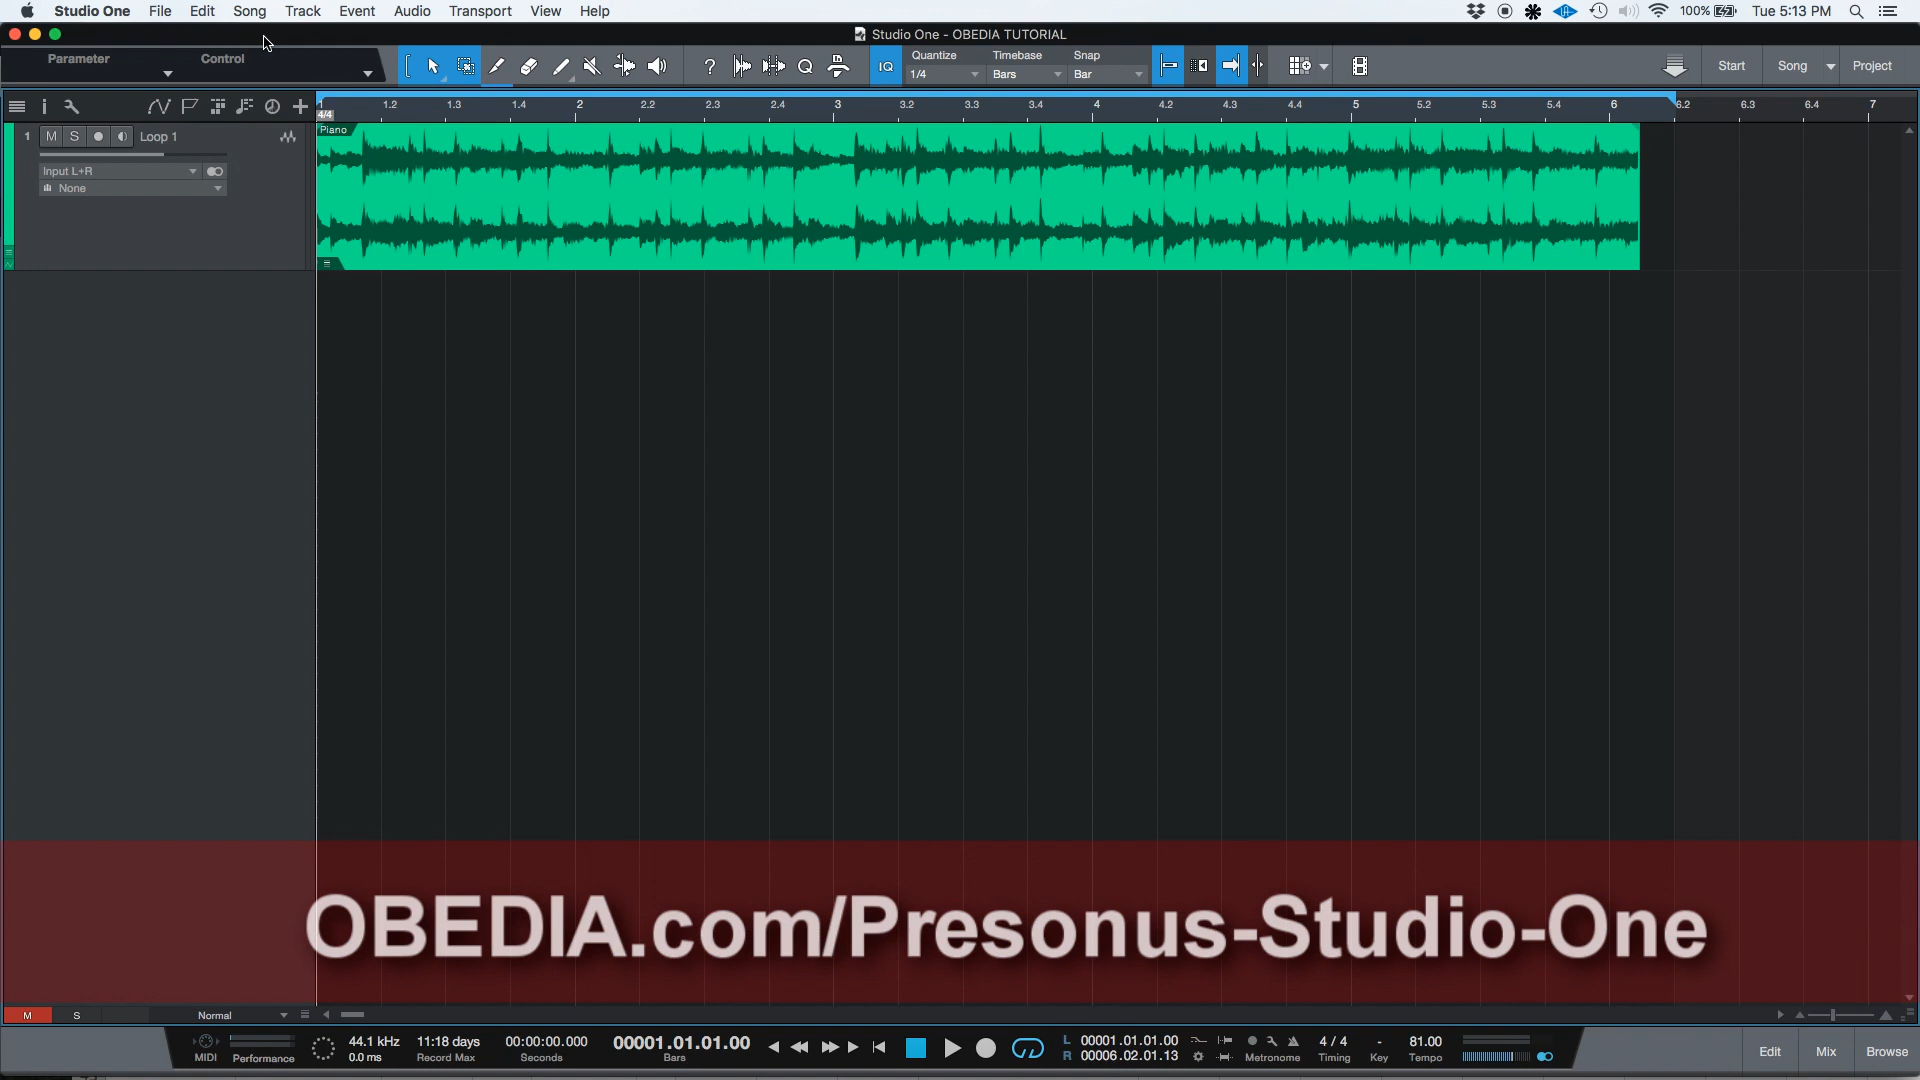 Studio One File Edit Song Track Event Audio Transport View Help 100% Tue 5:13 PM
Studio One - OBEDIA TUTORIAL
Parameter Control
? Q IQ Quantize Timebase Snap
1/4 Bars Bar
Start Song Project
1 1.2 1.3 1.4 2 2.2 2.3 2.4 3 3.2 3.3 3.4 4 4.2 4.3 4.4 5 5.2 5.3 5.4 6 6.2 6.3 6.4 7
4/4
1 M S Loop 1
Piano
Input L+R
None
OBEDIA.com/Presonus-Studio-One
M S Normal
MIDI Performance
44.1 kHz 11:18 days 00:00:00.000 00001.01.01.00
0.0 ms Record Max Seconds Bars
L 00001.01.01.00
R 00006.02.01.13
Metronome
4 / 4 - 81.00
Timing Key Tempo
Edit Mix Browse